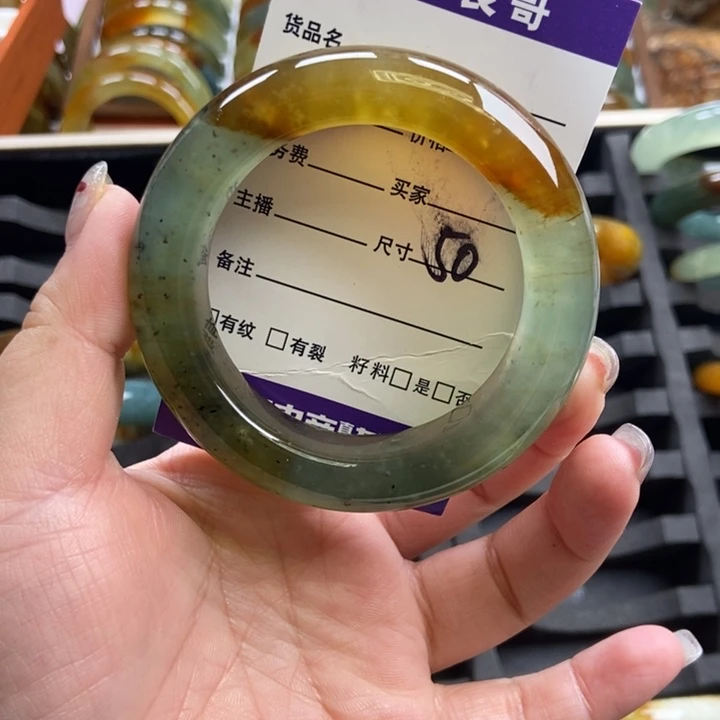 哥
货品名
价格
务费
买家
主播
尺寸 50
备注
□有纹 □有裂 籽料□是□否